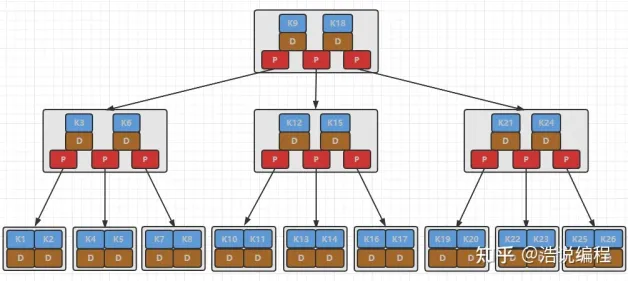 K9 K18
D D
P P P
K3 K6 K12 K15 K21 K24
D D D D D D
P P P P P P P P P
K1 K2 K4 K5 K7 K8 K10 K11 K13 K14 K16 K17 K19 K20 K22 K23 K25 K26
D D D D D D D D D D D D D D D D D D
知乎 @浩说编程